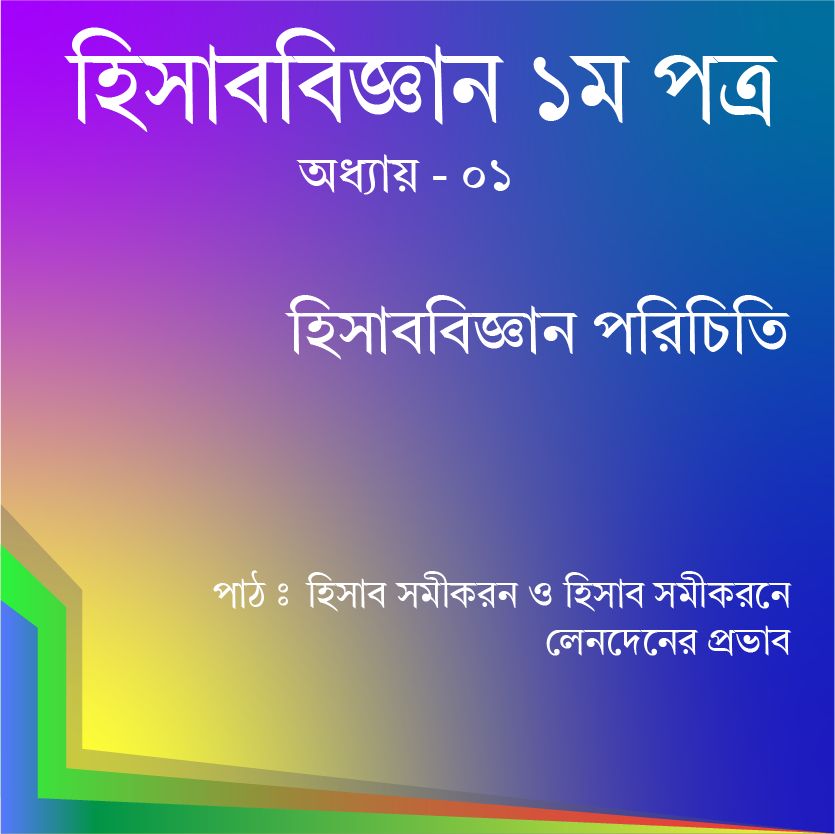 হিসাববিজ্ঞান ১ম পত্র
অধ্যায় - ০১
হিসাববিজ্ঞান পরিচিতি
পাঠ ঃ হিসাব সমীকরন ও হিসাব সমীকরনে
লেনদেনের প্রভাব